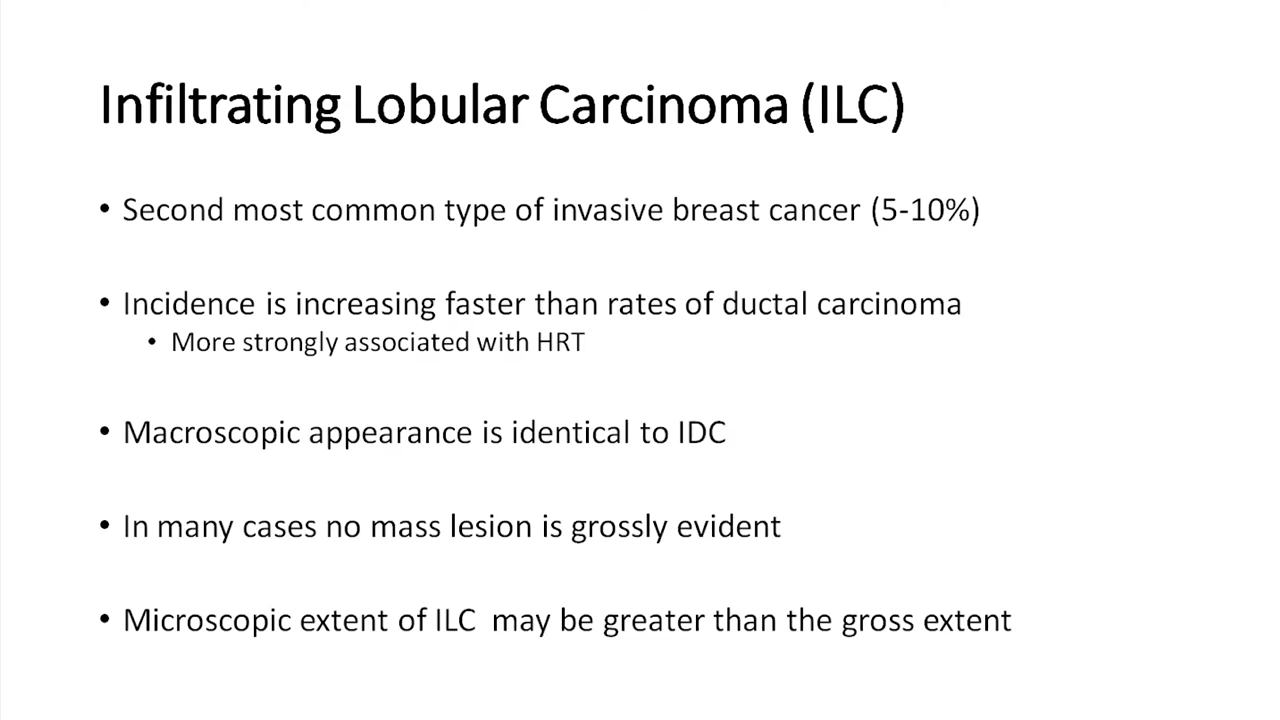 Infiltrating Lobular Carcinoma (ILC)
• Second most common type of invasive breast cancer (5-10%)
• Incidence is increasing faster than rates of ductal carcinoma
• More strongly associated with HRT
• Macroscopic appearance is identical to IDC
• In many cases no mass lesion is grossly evident
• Microscopic extent of ILC  may be greater than the gross extent